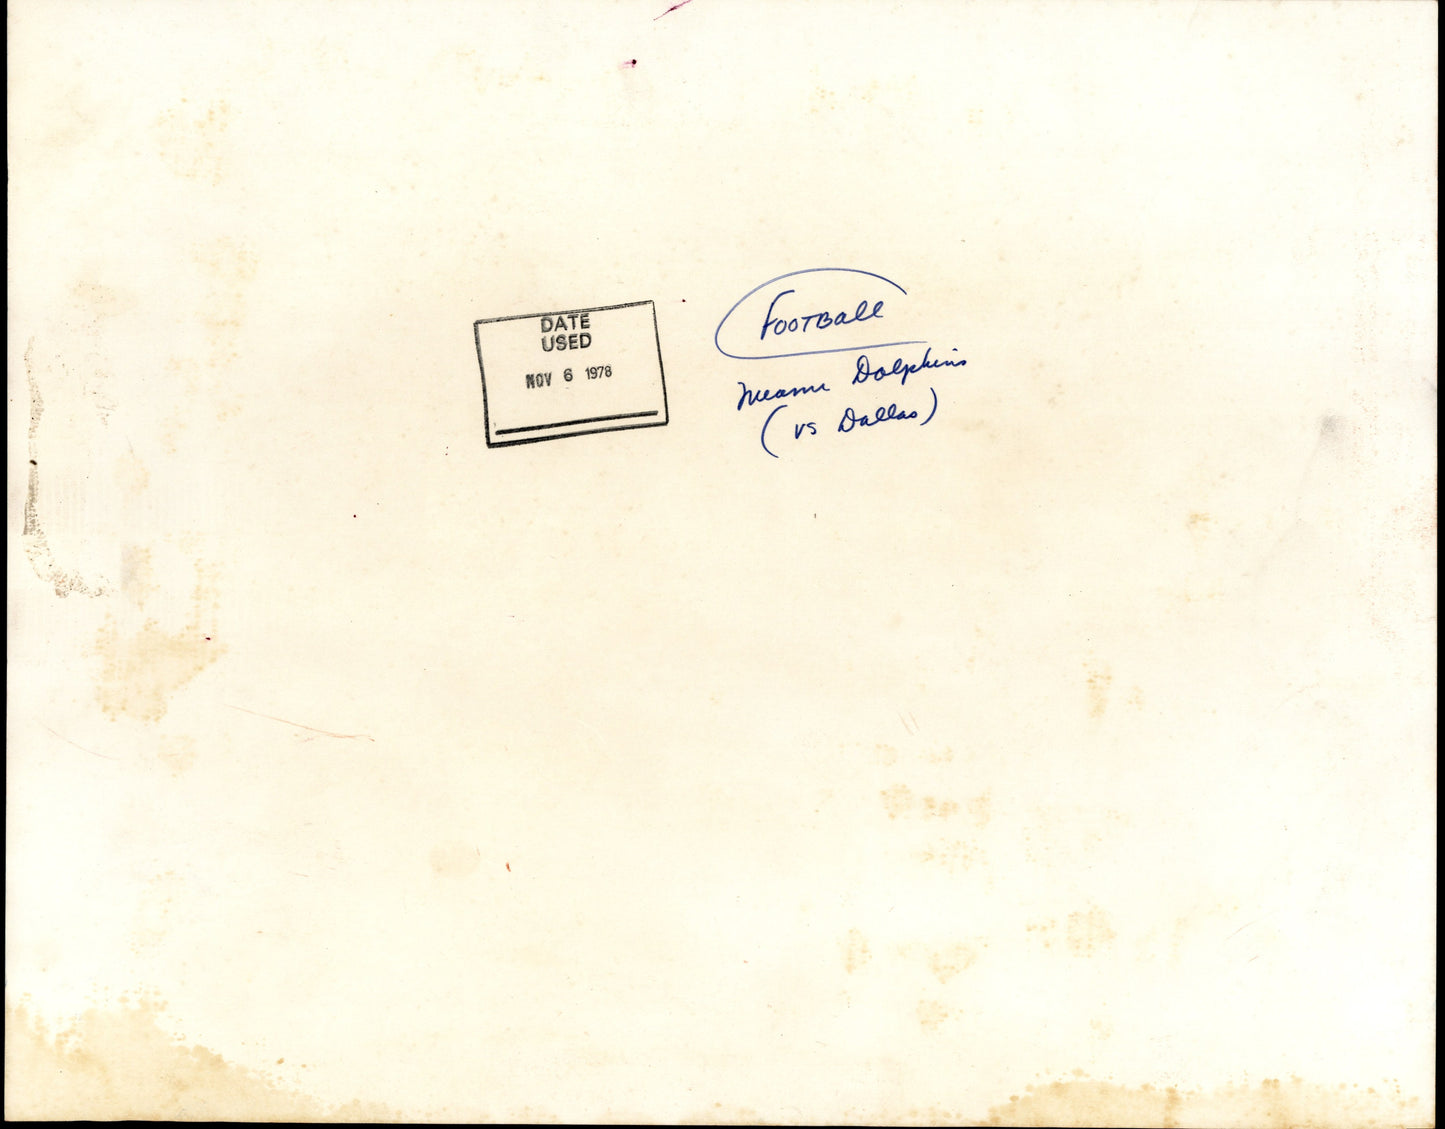 DATE
USED
NOV 6 1978
FOOTBall
Miami Dolphins
(vs Dallas)